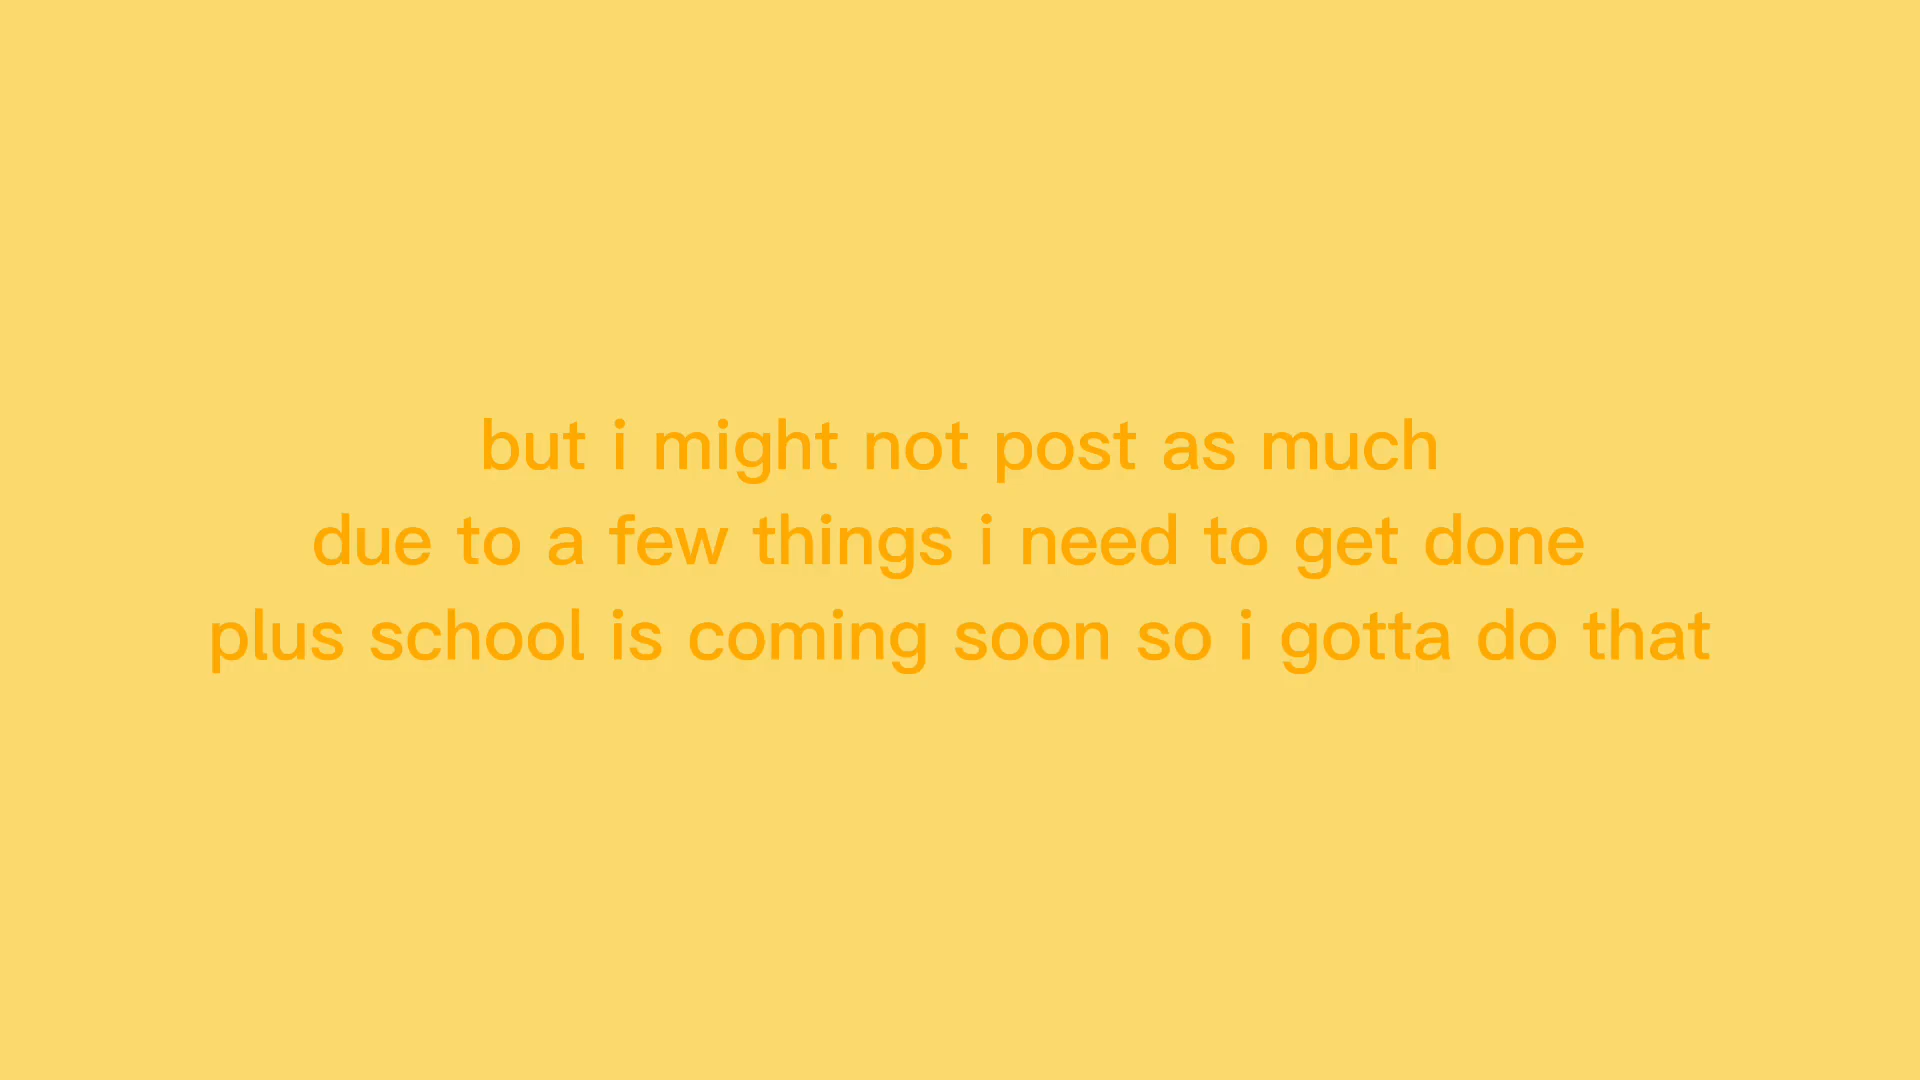 but i might not post as much
due to a few things i need to get done
plus school is coming soon so i gotta do that